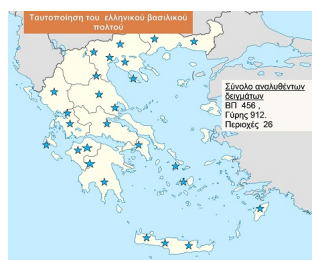 Ταυτοποίηση του ελληνικού βασιλικού
πολτού
Σύνολο αναλυθέντων
δειγμάτων
ΒΠ 456 ,
Γύρης 912.
Περιοχές 26